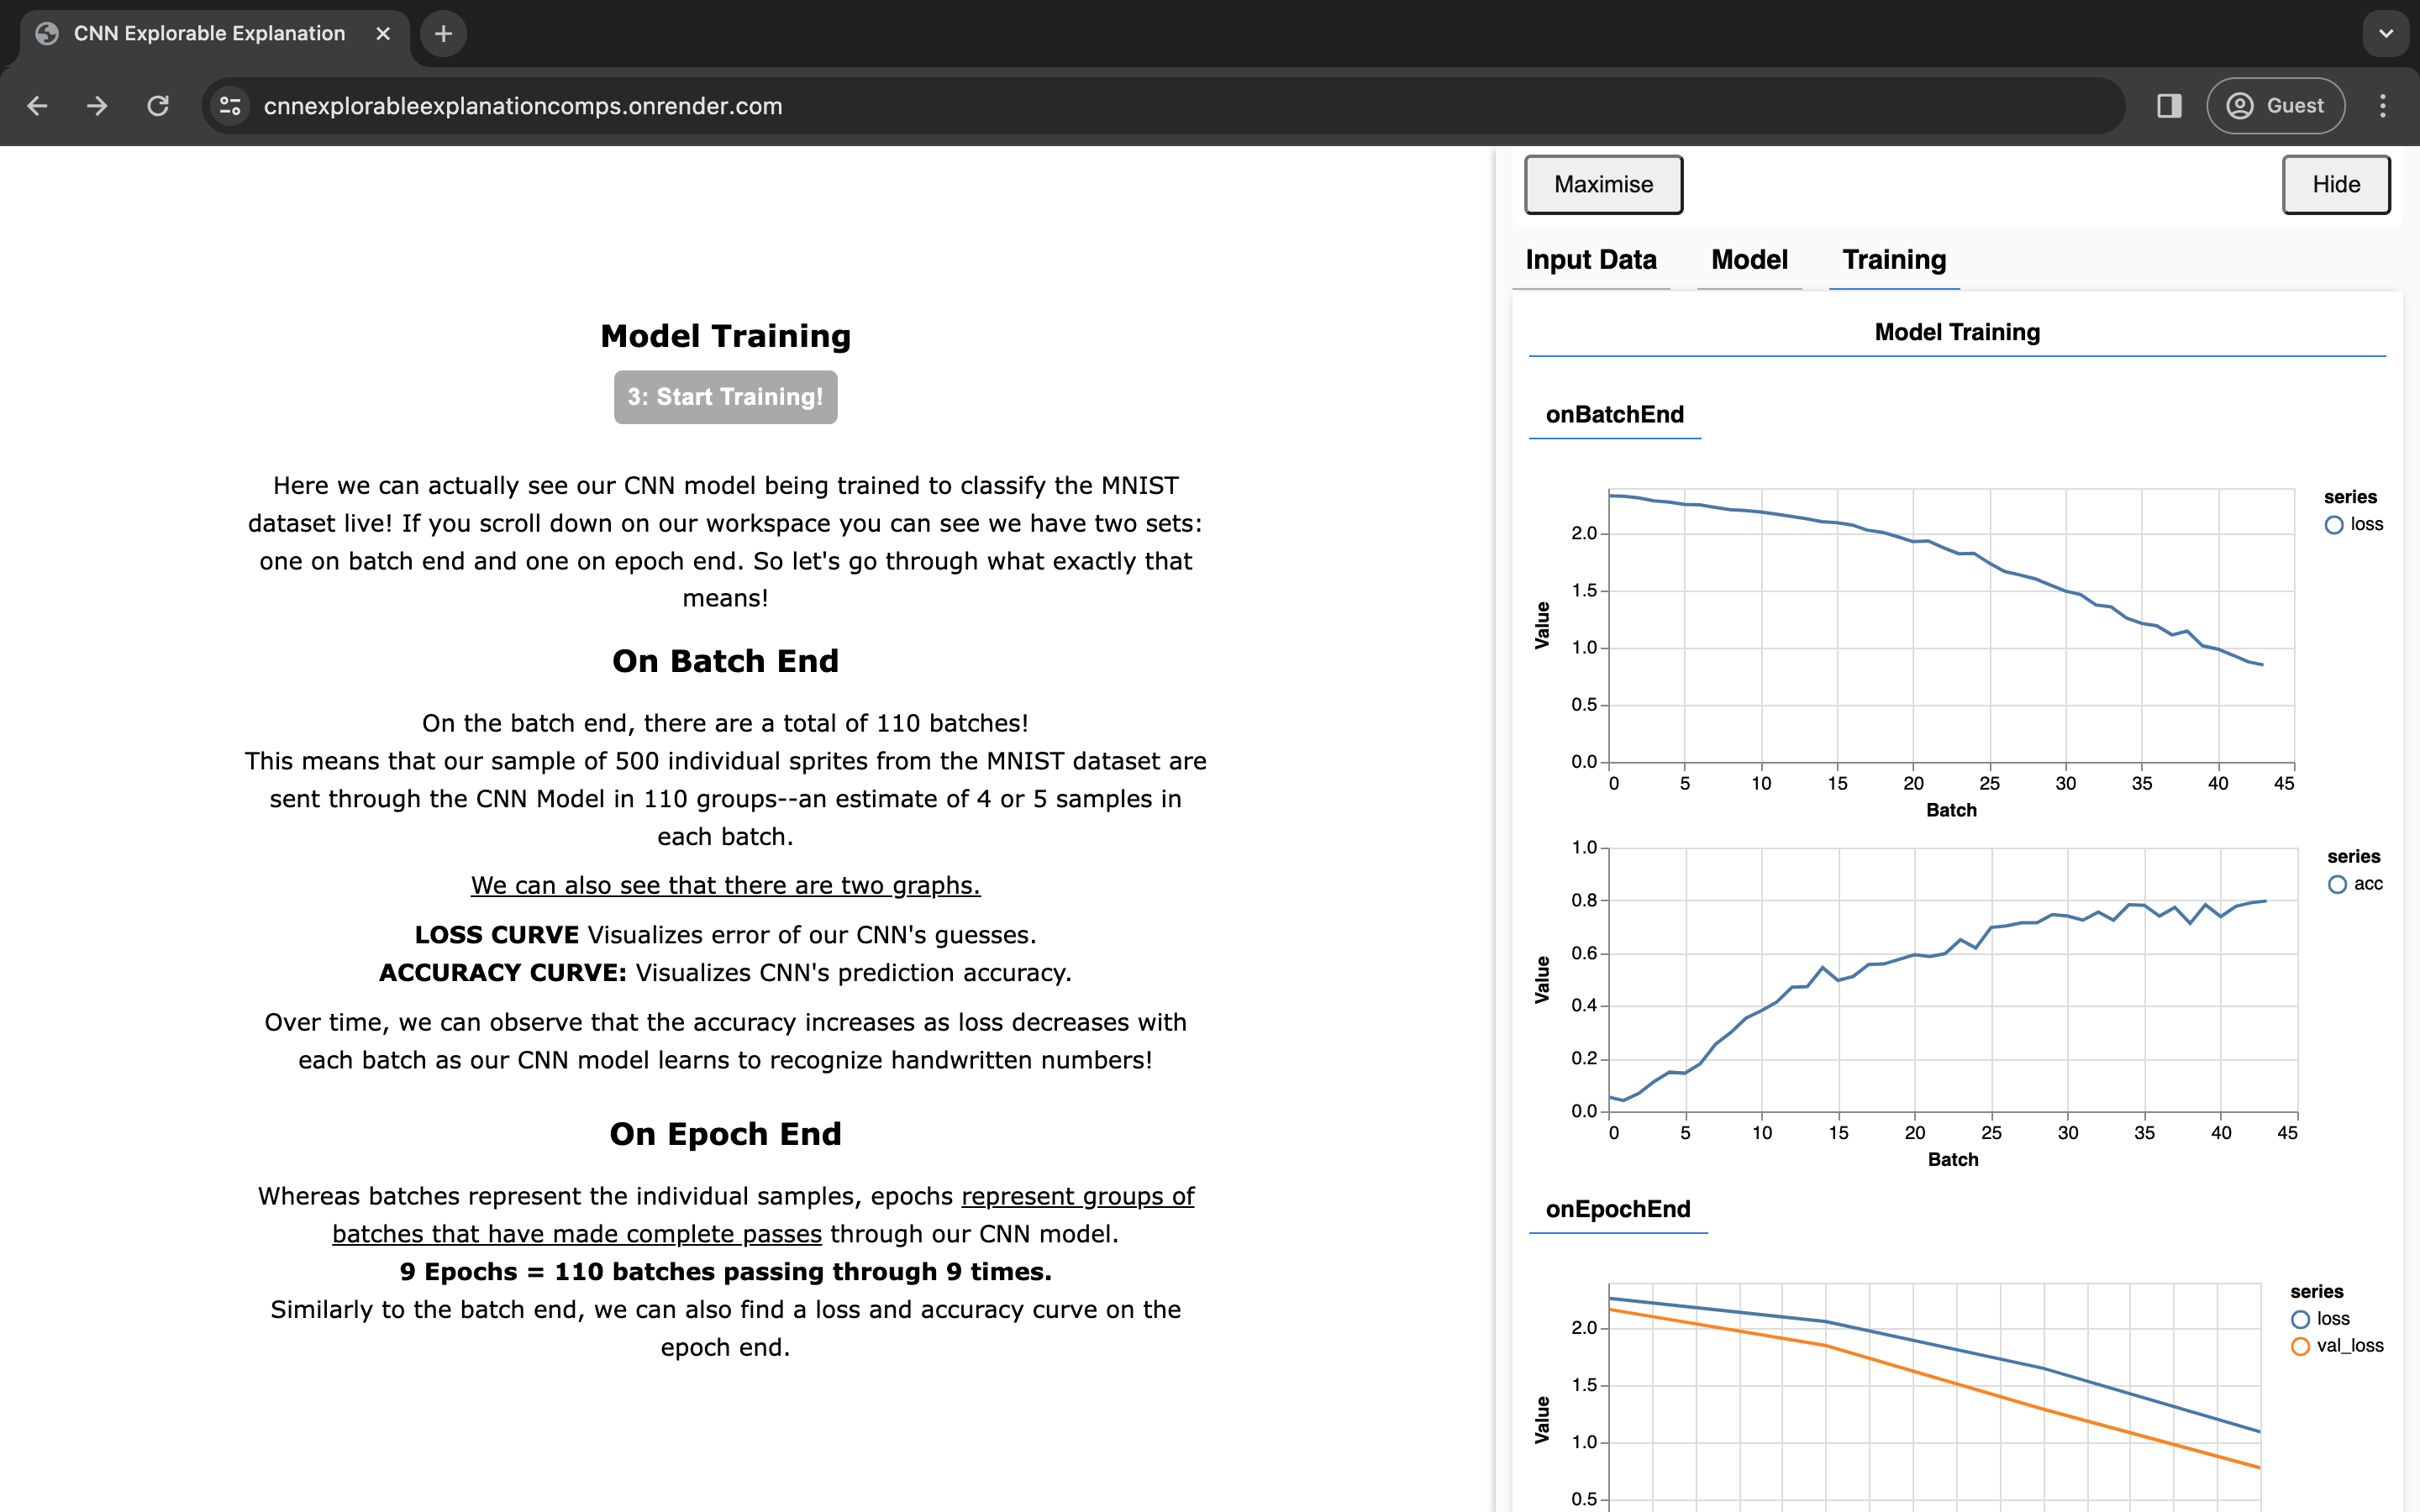 CNN Explorable Explanation
cnnexplorableexplanationcomps.onrender.com
Guest
Model Training
3: Start Training!
Here we can actually see our CNN model being trained to classify the MNIST
dataset live! If you scroll down on our workspace you can see we have two sets:
one on batch end and one on epoch end. So let's go through what exactly that
means!
On Batch End
On the batch end, there are a total of 110 batches!
This means that our sample of 500 individual sprites from the MNIST dataset are
sent through the CNN Model in 110 groups--an estimate of 4 or 5 samples in
each batch.
We can also see that there are two graphs.
LOSS CURVE Visualizes error of our CNN's guesses.
ACCURACY CURVE: Visualizes CNN's prediction accuracy.
Over time, we can observe that the accuracy increases as loss decreases with
each batch as our CNN model learns to recognize handwritten numbers!
On Epoch End
Whereas batches represent the individual samples, epochs represent groups of
batches that have made complete passes through our CNN model.
9 Epochs = 110 batches passing through 9 times.
Similarly to the batch end, we can also find a loss and accuracy curve on the
epoch end.
Maximise
Hide
Input Data Model Training
Model Training
onBatchEnd
series
loss
Value
2.0
1.5
1.0
0.5
0.0
0 5 10 15 20 25 30 35 40 45
Batch
series
acc
Value
1.0
0.8
0.6
0.4
0.2
0.0
0 5 10 15 20 25 30 35 40 45
Batch
onEpochEnd
series
loss
val_loss
Value
2.0
1.5
1.0
0.5